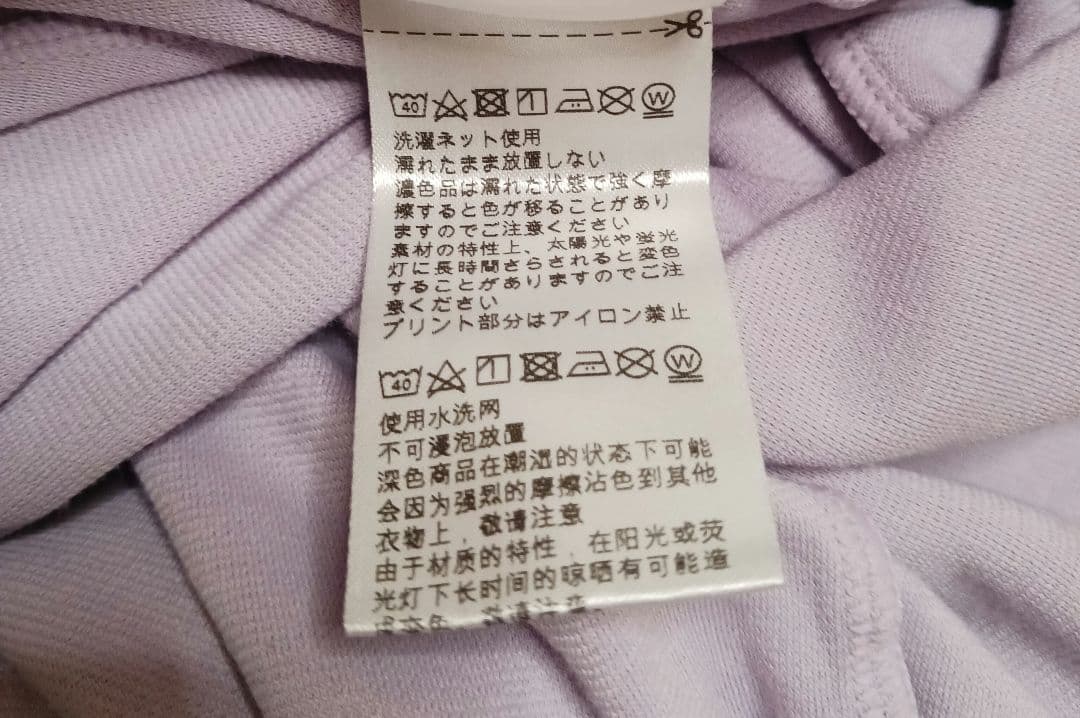 40 W
洗濯ネット使用
濡れたまま放置しない
濃色品は濡れた状態で強く摩
擦すると色が移ることがあり
ますのでご注意ください
素材の特性上、太陽光や蛍光
灯に長時間さらされると変色
することがありますのでご注
意ください
プリント部分はアイロン禁止
40 W
使用水洗网
不可浸泡放置
深色商品在潮湿的状态下可能
会因为强烈的摩擦沾色到其他
衣物上，敬请注意
由于材质的特性，在阳光或荧
光灯下长时间的晾晒有可能造